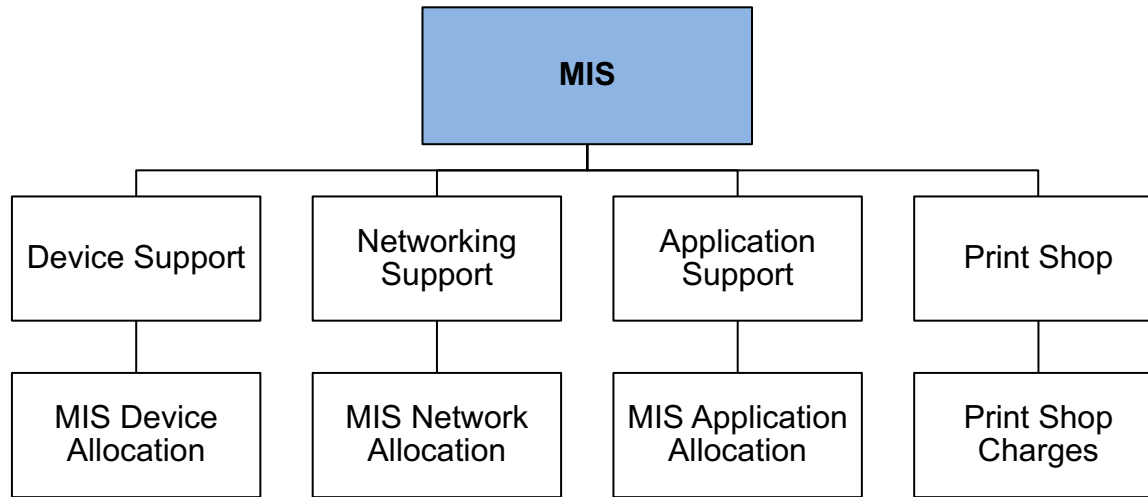 MIS
Device Support
Networking
Support
Application
Support
Print Shop
MIS Device
Allocation
MIS Network
Allocation
MIS Application
Allocation
Print Shop
Charges